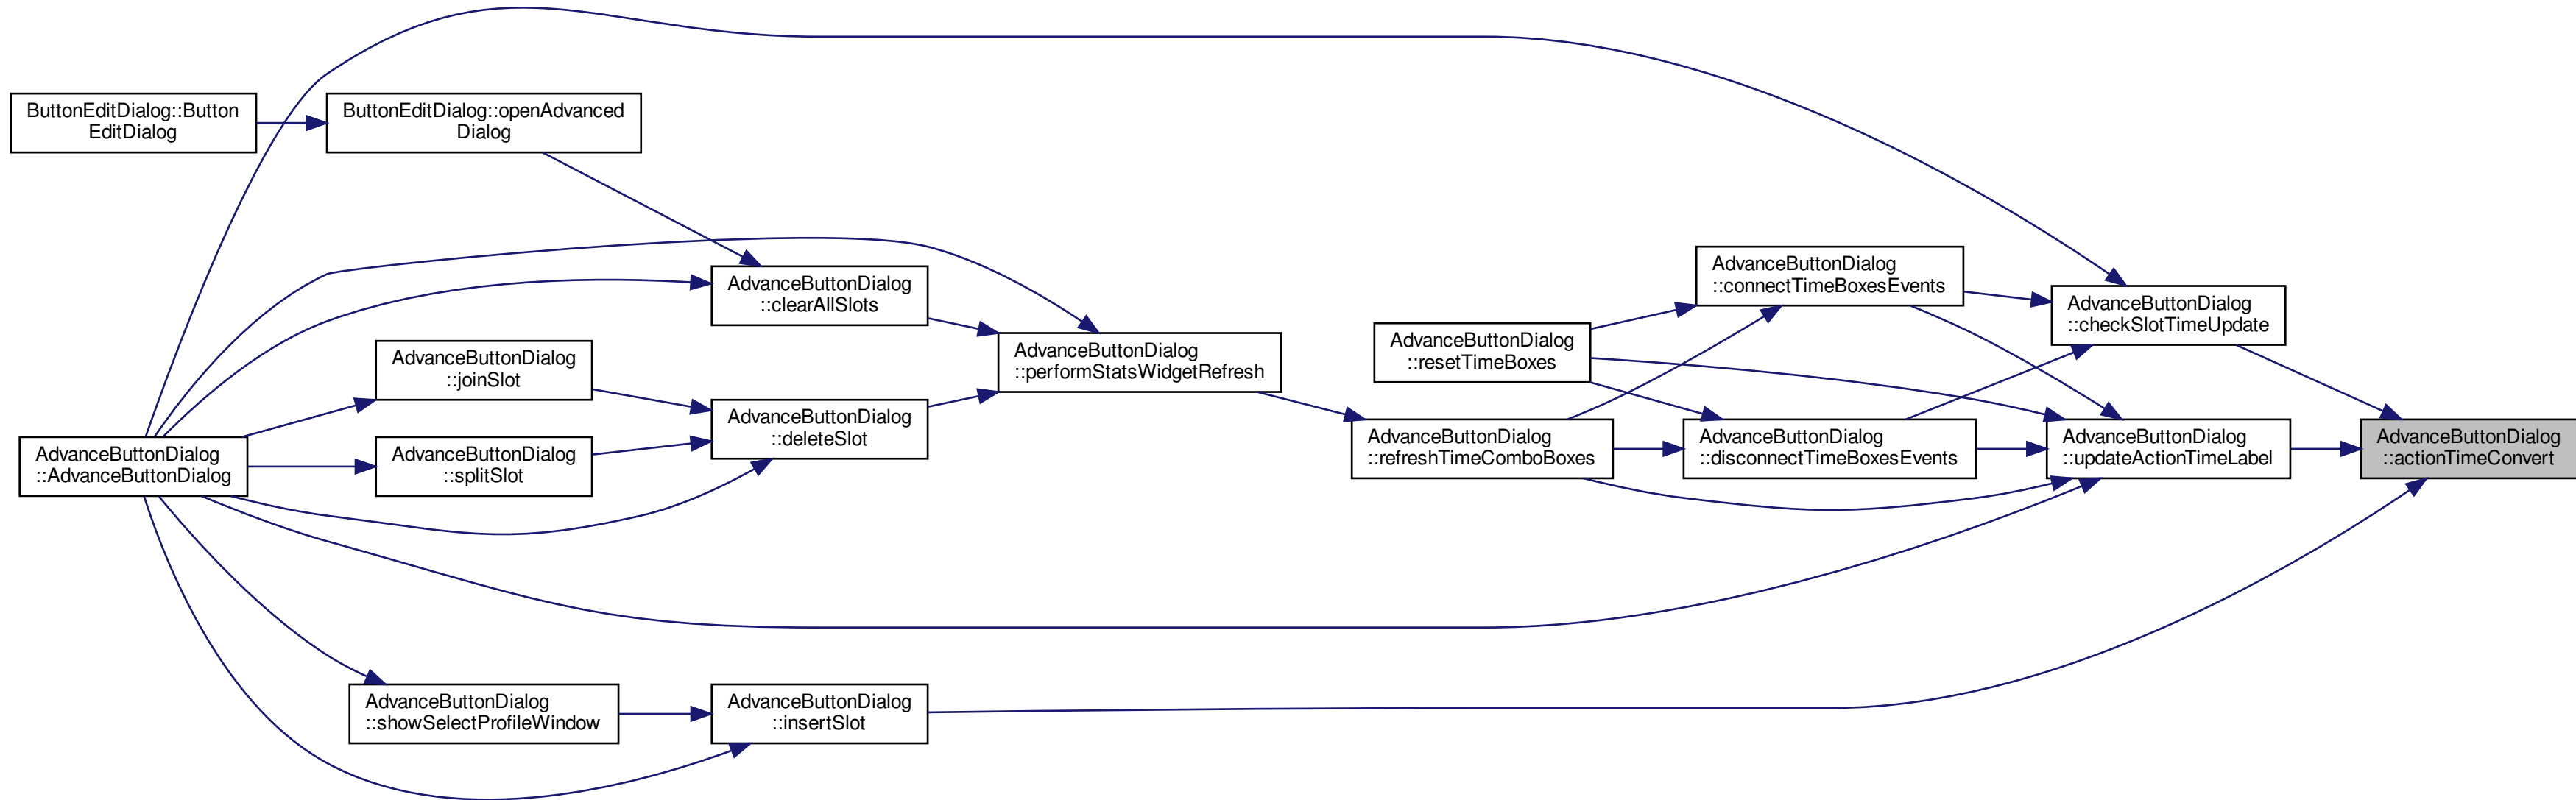 ButtonEditDialog::Button
EditDialog
ButtonEditDialog::openAdvanced
Dialog
AdvanceButtonDialog
::connectTimeBoxesEvents
AdvanceButtonDialog
::clearAllSlots
AdvanceButtonDialog
::checkSlotTimeUpdate
AdvanceButtonDialog
::resetTimeBoxes
AdvanceButtonDialog
::performStatsWidgetRefresh
AdvanceButtonDialog
::joinSlot
AdvanceButtonDialog
::deleteSlot
AdvanceButtonDialog
::refreshTimeComboBoxes
AdvanceButtonDialog
::disconnectTimeBoxesEvents
AdvanceButtonDialog
::updateActionTimeLabel
AdvanceButtonDialog
::actionTimeConvert
AdvanceButtonDialog
::AdvanceButtonDialog
AdvanceButtonDialog
::splitSlot
AdvanceButtonDialog
::showSelectProfileWindow
AdvanceButtonDialog
::insertSlot